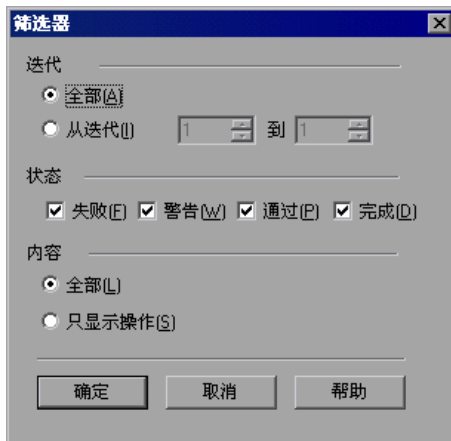 筛选器
迭代
全部(A)
从迭代(I) 1 到 1
状态
失败(F) 警告(W) 通过(P) 完成(D)
内容
全部(L)
只显示操作(S)
确定 取消 帮助